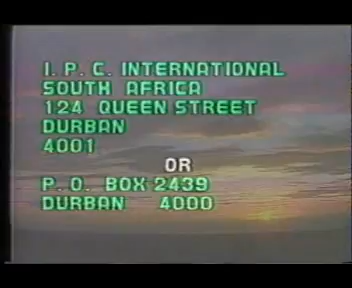 I. P. C. INTERNATIONAL
SOUTH AFRICA
124 QUEEN STREET
DURBAN
4001
OR
P. O. BOX 2439
DURBAN 4000